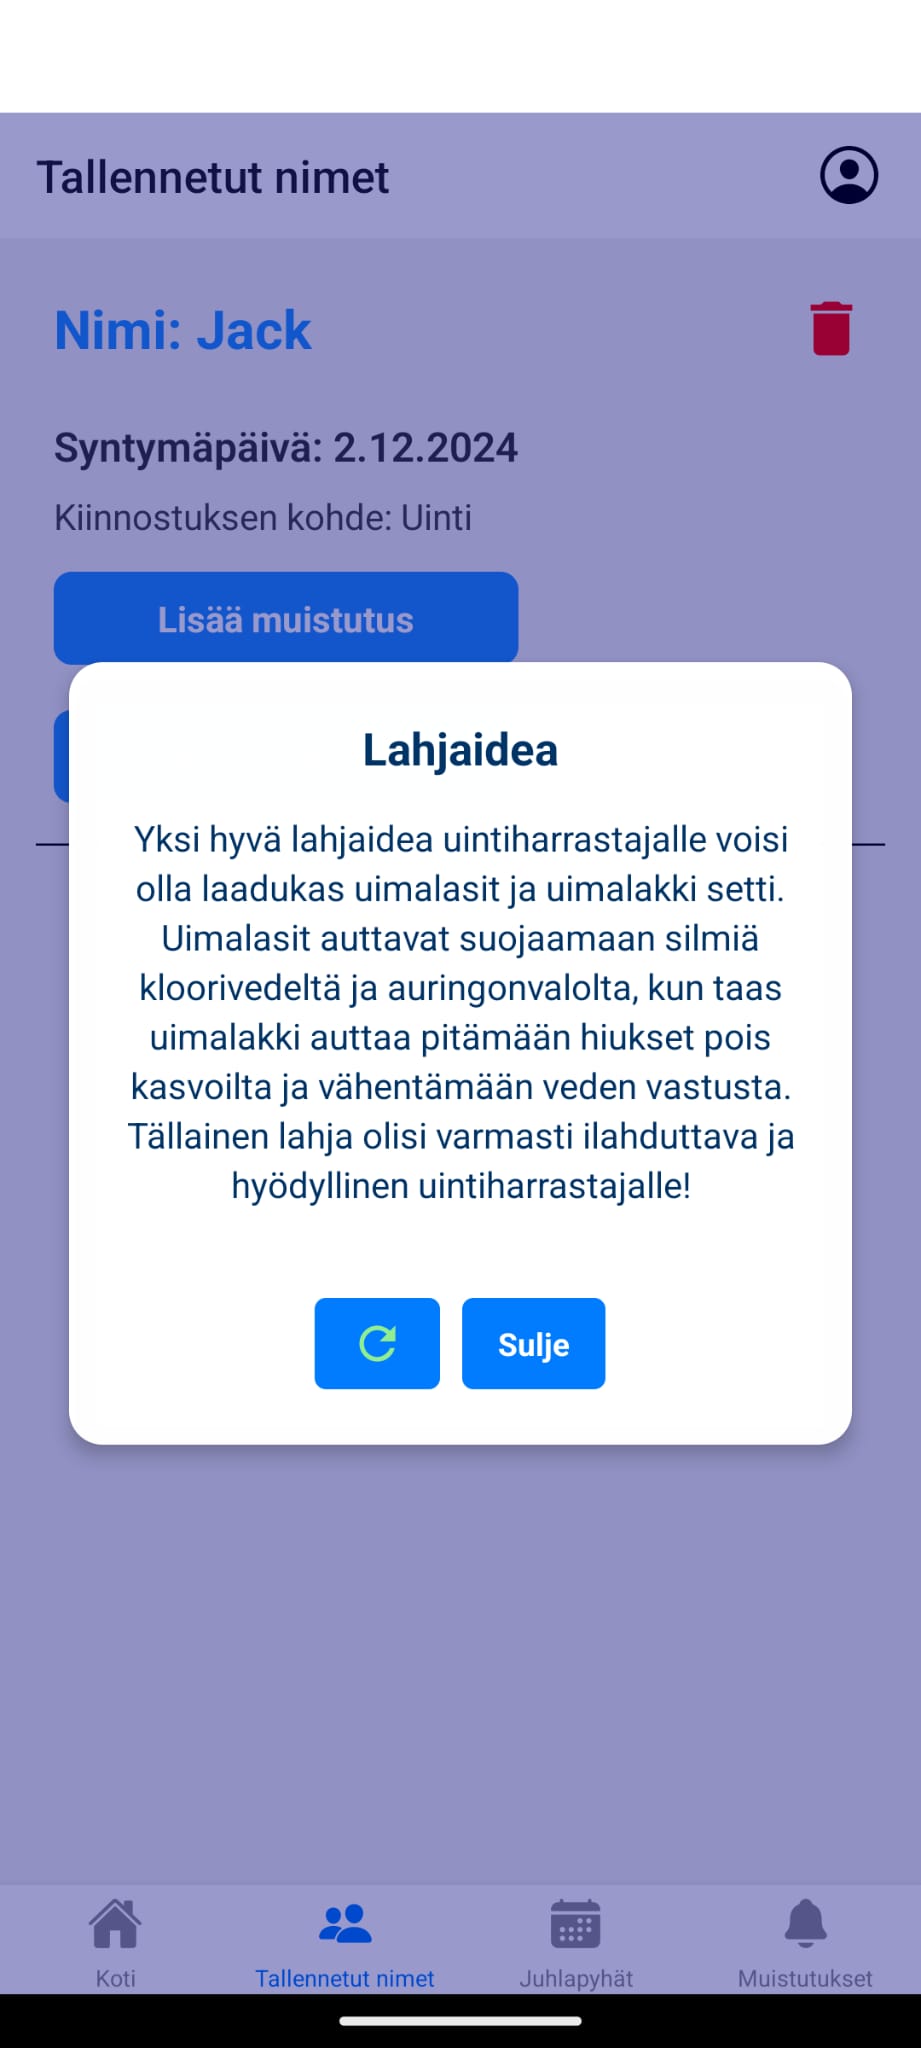 Tallennetut nimet
Nimi: Jack
Syntymäpäivä: 2.12.2024
Kiinnostuksen kohde: Uinti
Lisää muistutus
Lahjaidea
Yksi hyvä lahjaidea uintiharrastajalle voisi
olla laadukas uimalasit ja uimalakki setti.
Uimalasit auttavat suojaamaan silmiä
kloorivedeltä ja auringonvalolta, kun taas
uimalakki auttaa pitämään hiukset pois
kasvoilta ja vähentämään veden vastusta.
Tällainen lahja olisi varmasti ilahduttava ja
hyödyllinen uintiharrastajalle!
Sulje
Koti
Tallennetut nimet
Juhlapyhät
Muistutukset